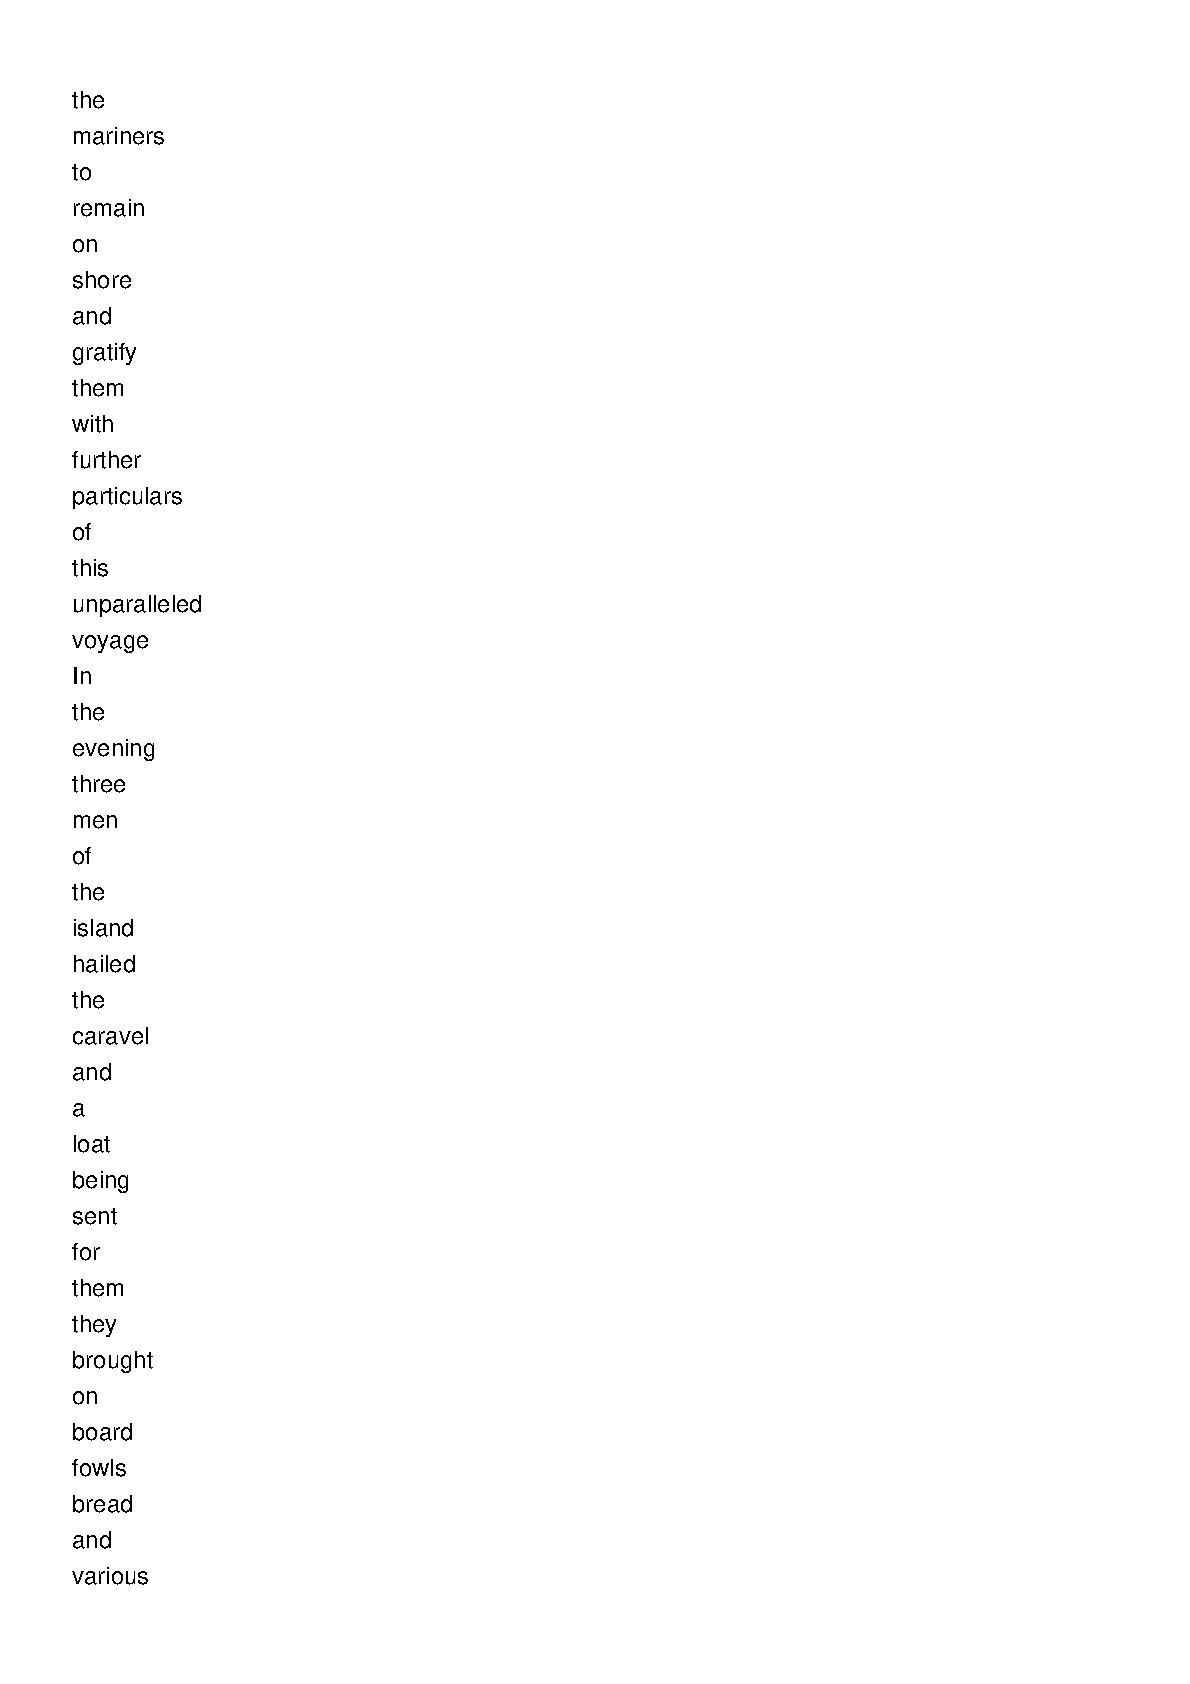 the
mariners
to
remain
on
shore
and
gratify
them
with
further
particulars
of
this
unparalleled
voyage
In
the
evening
three
men
of
the
island
hailed
the
caravel
and
a
loat
being
sent
for
them
they
brought
on
board
fowls
bread
and
various